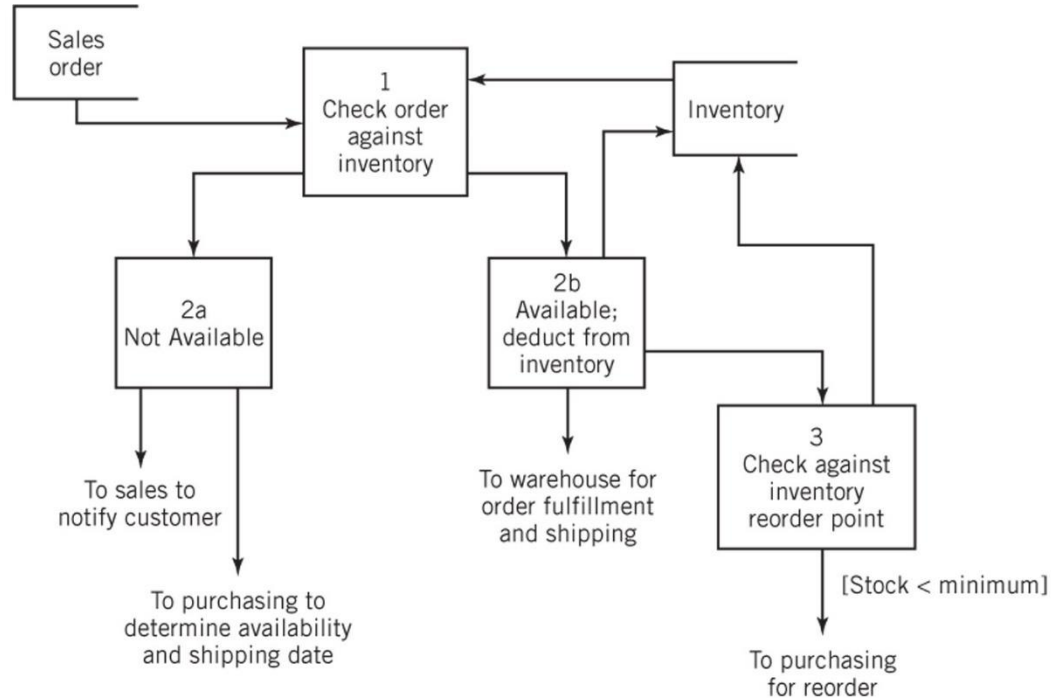 Sales
order
1
Check order
against
inventory
Inventory
2a
Not Available
2b
Available;
deduct from
inventory
3
Check against
inventory
reorder point
To sales to
notify customer
To warehouse for
order fulfillment
and shipping
[Stock < minimum]
To purchasing to
determine availability
and shipping date
To purchasing
for reorder